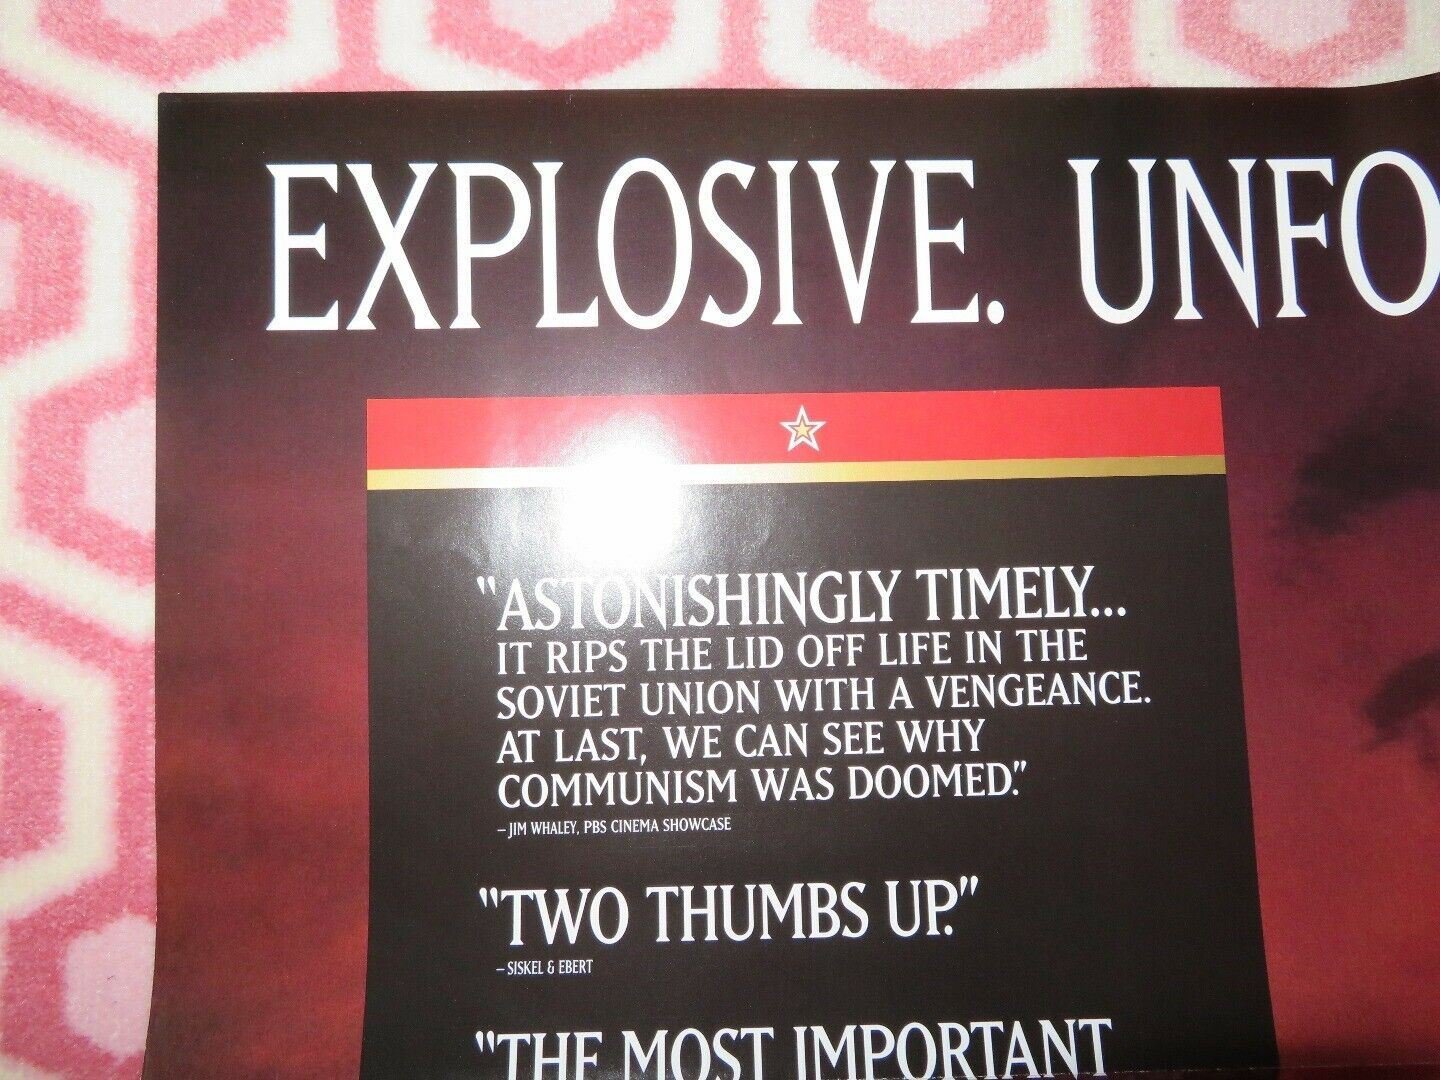 EXPLOSIVE. UNFO
"ASTONISHINGLY TIMELY...
IT RIPS THE LID OFF LIFE IN THE
SOVIET UNION WITH A VENGEANCE.
AT LAST, WE CAN SEE WHY
COMMUNISM WAS DOOMED."
– JIM WHALEY, PBS CINEMA SHOWCASE
"TWO THUMBS UP."
– SISKEL & EBERT
"THE MOST IMPORTANT